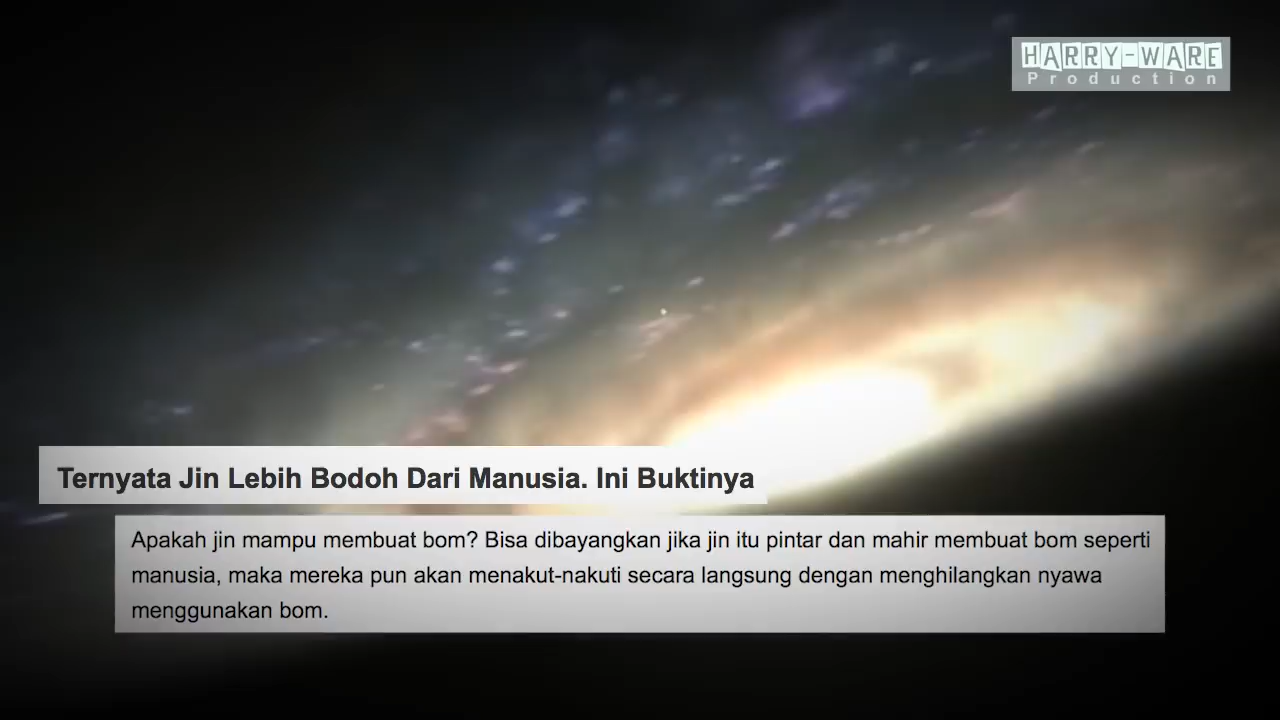 HARRY-WARE
Production
Ternyata Jin Lebih Bodoh Dari Manusia. Ini Buktinya
Apakah jin mampu membuat bom? Bisa dibayangkan jika jin itu pintar dan mahir membuat bom seperti
manusia, maka mereka pun akan menakut-nakuti secara langsung dengan menghilangkan nyawa
menggunakan bom.